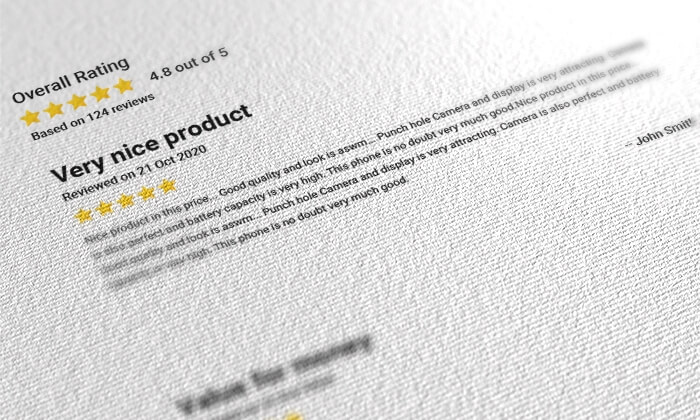 Overall Rating
4.8 out of 5
Based on 124 reviews
Very nice product
Reviewed on 21 Oct 2020
Nice product in this price... Good quality and look is aswm... Punch hole Camera and display is very attracting. Camera
is also perfect and battery capacity is very high. This phone is no doubt very much good.Nice product in this price...
Good quality and look is aswm... Punch hole Camera and display is very attracting. Camera is also perfect and battery
capacity is very high. This phone is no doubt very much good.
-- John Smith
Value for money